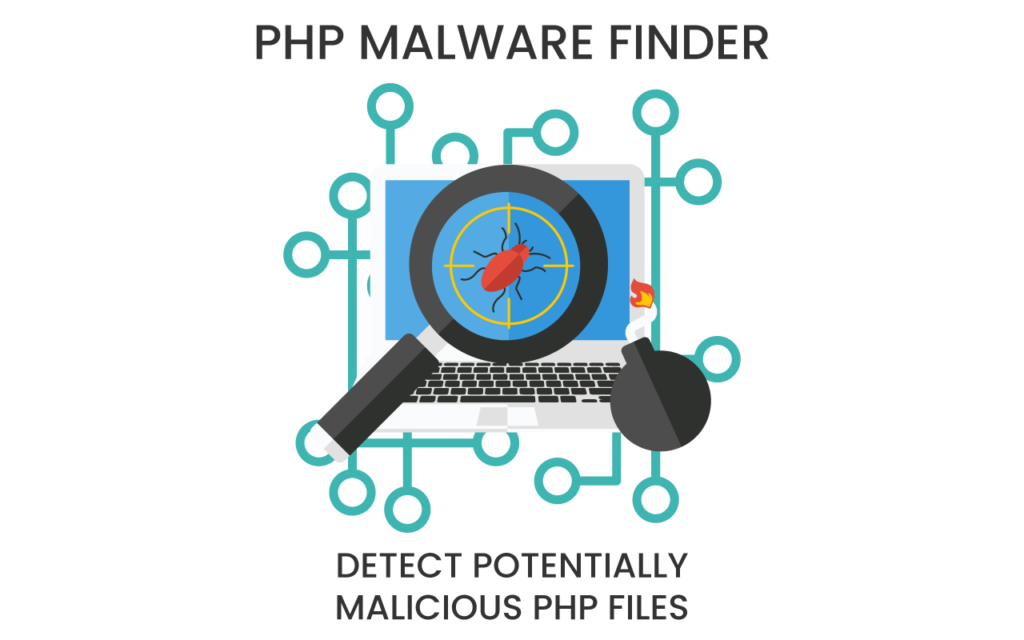 PHP MALWARE FINDER
DETECT POTENTIALLY
MALICIOUS PHP FILES